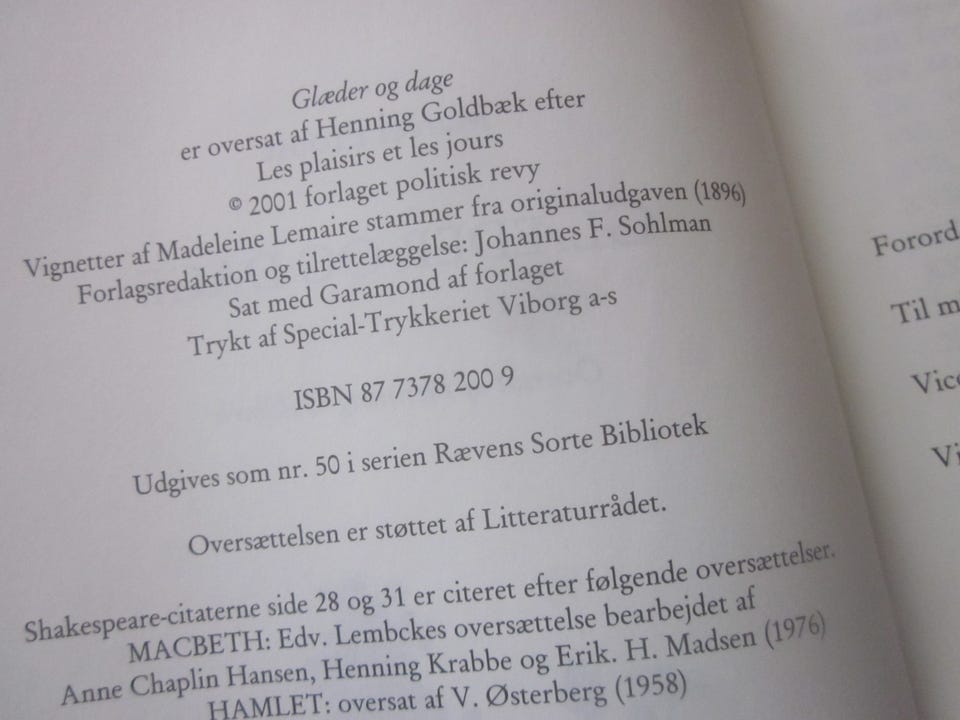 Glæder og dage
er oversat af Henning Goldbæk efter
Les plaisirs et les jours
© 2001 forlaget politisk revy
Vignetter af Madeleine Lemaire stammer fra originaludgaven (1896)
Forlagsredaktion og tilrettelæggelse: Johannes F. Sohlman
Sat med Garamond af forlaget
Trykt af Special-Trykkeriet Viborg a-s
ISBN 87 7378 200 9
Udgives som nr. 50 i serien Rævens Sorte Bibliotek
Oversættelsen er støttet af Litteraturrådet.
Shakespeare-citaterne side 28 og 31 er citeret efter følgende oversættelser.
MACBETH: Edv. Lembckes oversættelse bearbejdet af
Anne Chaplin Hansen, Henning Krabbe og Erik. H. Madsen (1976)
HAMLET: oversat af V. Østerberg (1958)
Forord
Til